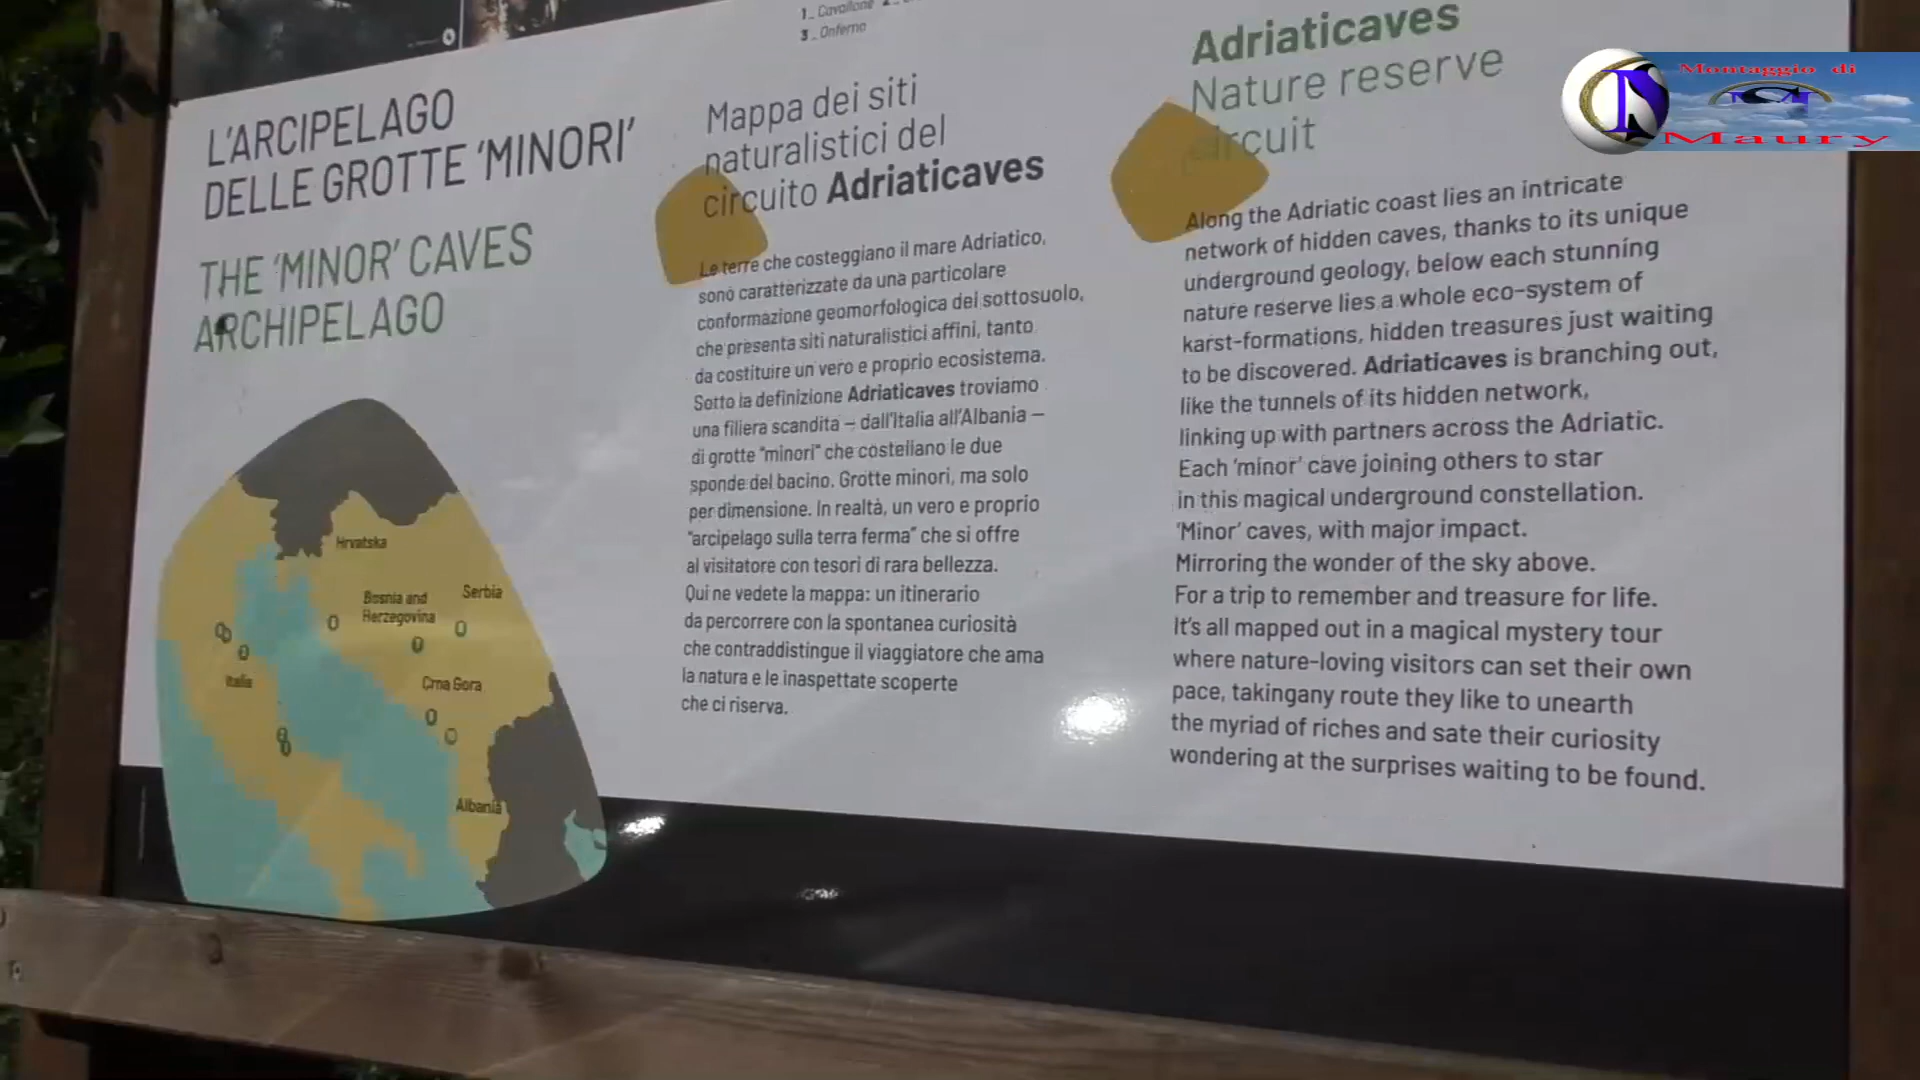 1_ Cavallone
3_ Onferno
L'ARCIPELAGO
DELLE GROTTE 'MINORI'
THE 'MINOR' CAVES
ARCHIPELAGO
Hrvatska
Bosnia and
Herzegovina
Serbia
Italia
Crna Gora
Albania
Mappa dei siti
naturalistici del
circuito Adriaticaves
Le terre che costeggiano il mare Adriatico,
sono caratterizzate da una particolare
conformazione geomorfologica del sottosuolo,
che presenta siti naturalistici affini, tanto
da costituire un vero e proprio ecosistema.
Sotto la definizione Adriaticaves troviamo
una filiera scandita – dall'Italia all'Albania –
di grotte "minori" che costellano le due
sponde del bacino. Grotte minori, ma solo
per dimensione. In realtà, un vero e proprio
"arcipelago sulla terra ferma" che si offre
al visitatore con tesori di rara bellezza.
Qui ne vedete la mappa: un itinerario
da percorrere con la spontanea curiosità
che contraddistingue il viaggiatore che ama
la natura e le inaspettate scoperte
che ci riserva.
Adriaticaves
Nature reserve
circuit
Along the Adriatic coast lies an intricate
network of hidden caves, thanks to its unique
underground geology, below each stunning
nature reserve lies a whole eco-system of
karst-formations, hidden treasures just waiting
to be discovered. Adriaticaves is branching out,
like the tunnels of its hidden network,
linking up with partners across the Adriatic.
Each 'minor' cave joining others to star
in this magical underground constellation.
'Minor' caves, with major impact.
Mirroring the wonder of the sky above.
For a trip to remember and treasure for life.
It's all mapped out in a magical mystery tour
where nature-loving visitors can set their own
pace, takingany route they like to unearth
the myriad of riches and sate their curiosity
wondering at the surprises waiting to be found.
Montaggio di
Maury